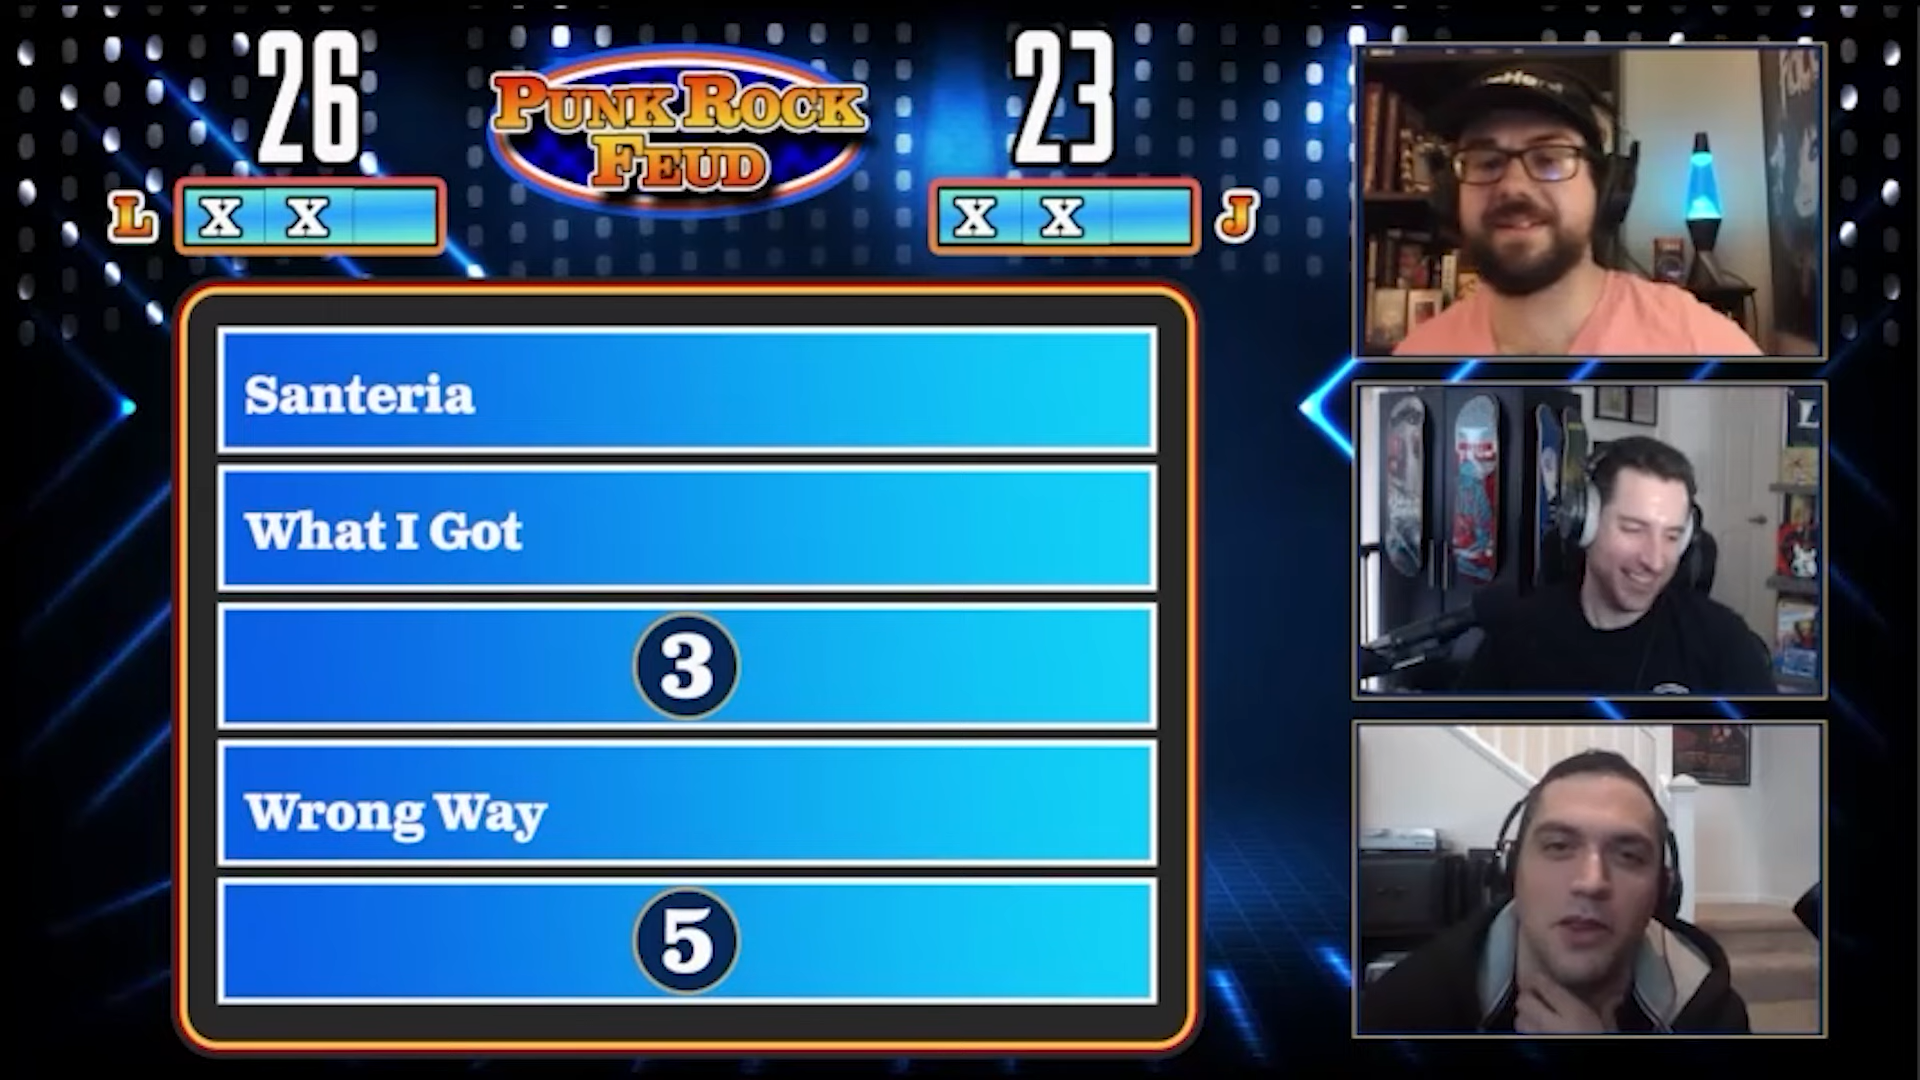 26
PUNK ROCK
FEUD
23
L X X
X X J
Santeria
What I Got
3
Wrong Way
5